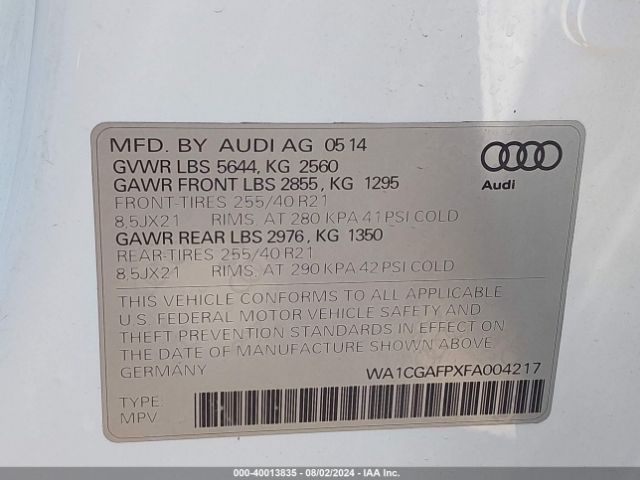 MFD. BY AUDI AG 05 14
GVWR LBS 5644, KG 2560
GAWR FRONT LBS 2855, KG 1295
FRONT-TIRES 255/40 R21
8,5JX21 RIMS, AT 280 KPA 41 PSI COLD
GAWR REAR LBS 2976, KG 1350
REAR-TIRES 255/40 R21
8,5JX21 RIMS, AT 290 KPA 42 PSI COLD
Audi
THIS VEHICLE CONFORMS TO ALL APPLICABLE
U.S. FEDERAL MOTOR VEHICLE SAFETY AND
THEFT PREVENTION STANDARDS IN EFFECT ON
THE DATE OF MANUFACTURE SHOWN ABOVE
GERMANY
WA1CGAFPXFA004217
TYPE:
MPV
000-40013835 - 08/02/2024 - IAA Inc.